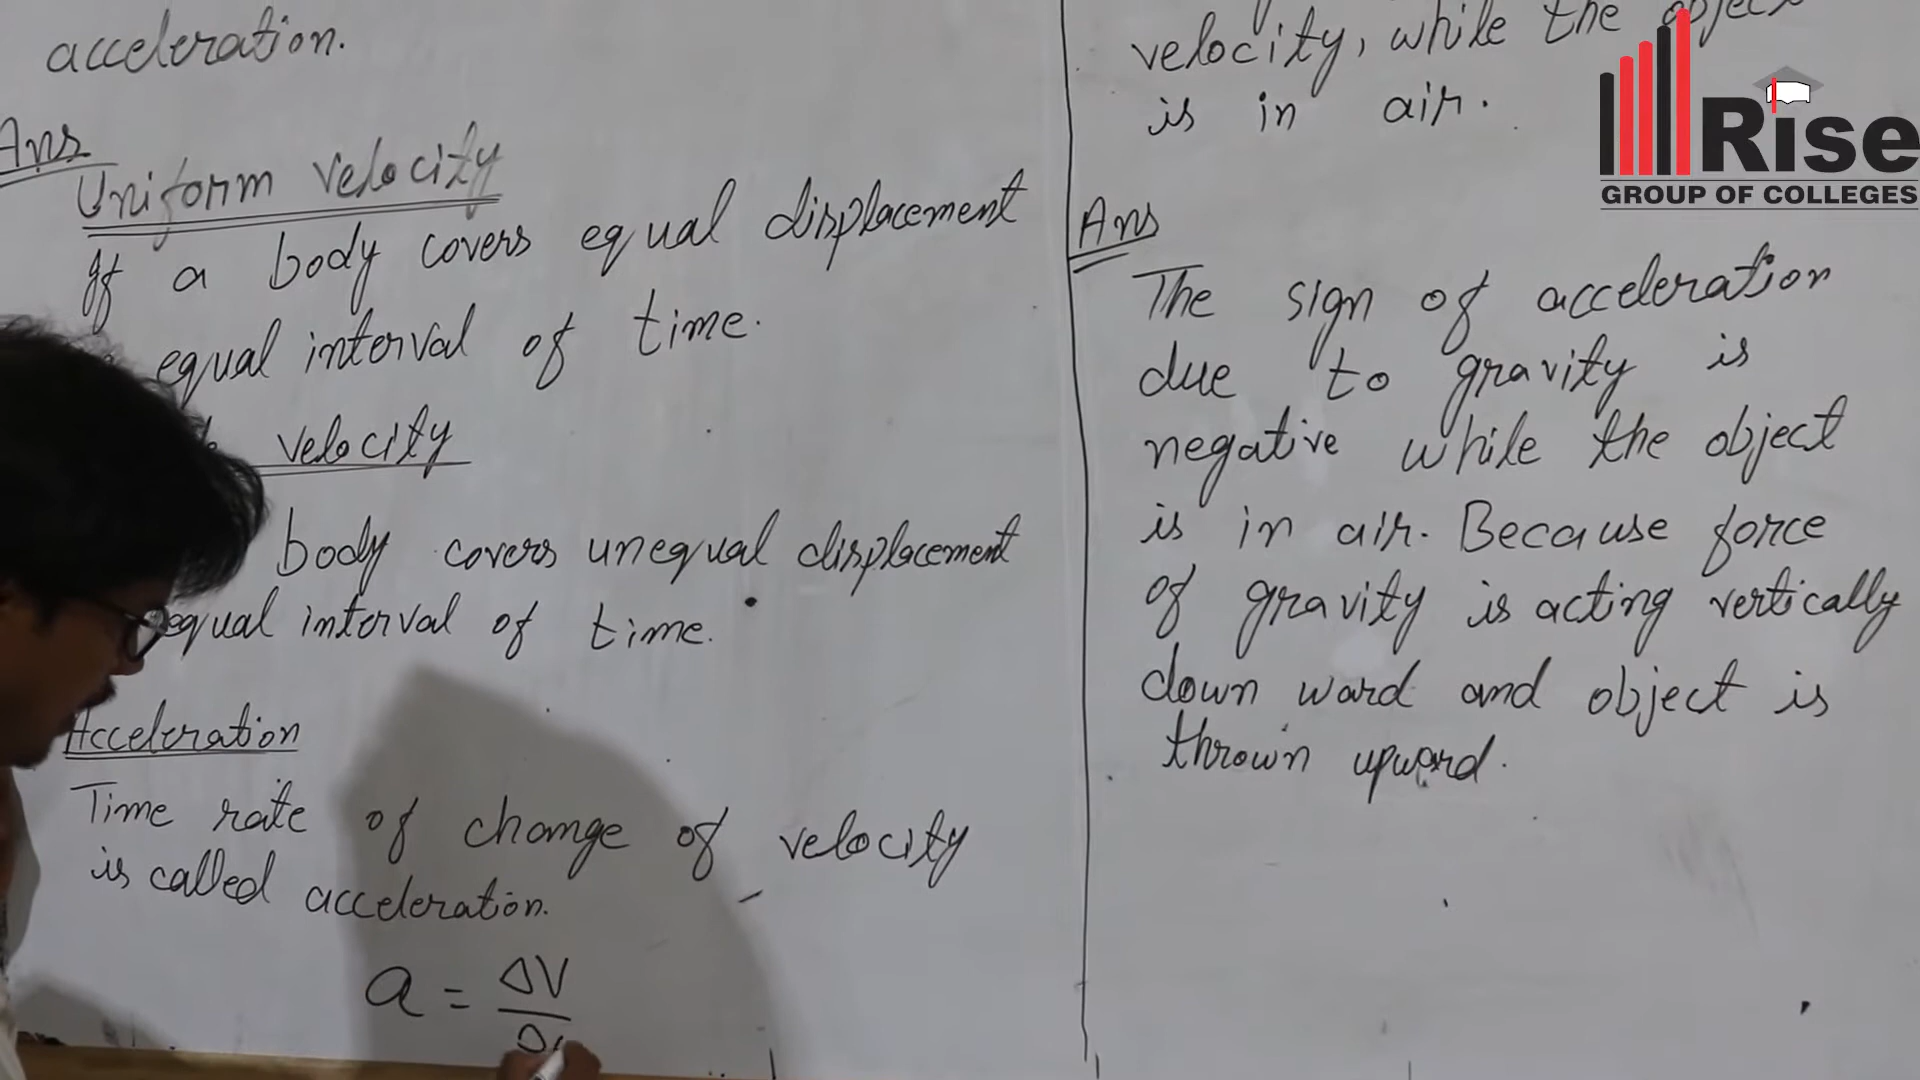 acceleration.
Ans
Uniform velocity
If a body covers equal displacement
equal interval of time.
velocity
body covers unequal displacement
equal interval of time.
Acceleration
Time rate of change of velocity
is called acceleration.
a = ΔV
Δ
velocity, while the object
is in air.
Ans
The sign of acceleration
due to gravity is
negative while the object
is in air. Because force
of gravity is acting vertically
down ward and object is
thrown upward.
Rise
GROUP OF COLLEGES